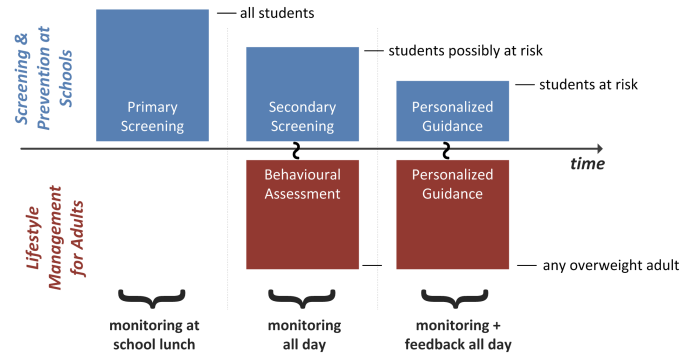 Screening &
Prevention at
Schools
all students
Primary
Screening
students possibly at risk
Secondary
Screening
students at risk
Personalized
Guidance
time
Lifestyle
Management
for Adults
Behavioural
Assessment
Personalized
Guidance
any overweight adult
monitoring at
school lunch
monitoring
all day
monitoring +
feedback all day